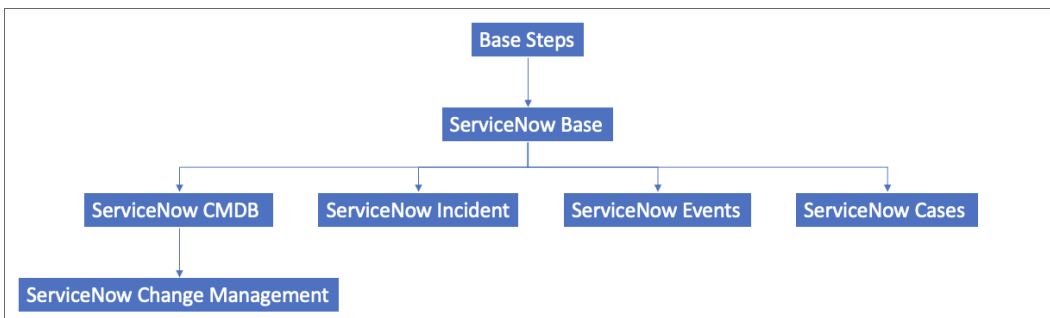 Base Steps
ServiceNow Base
ServiceNow CMDB
ServiceNow Incident
ServiceNow Events
ServiceNow Cases
ServiceNow Change Management